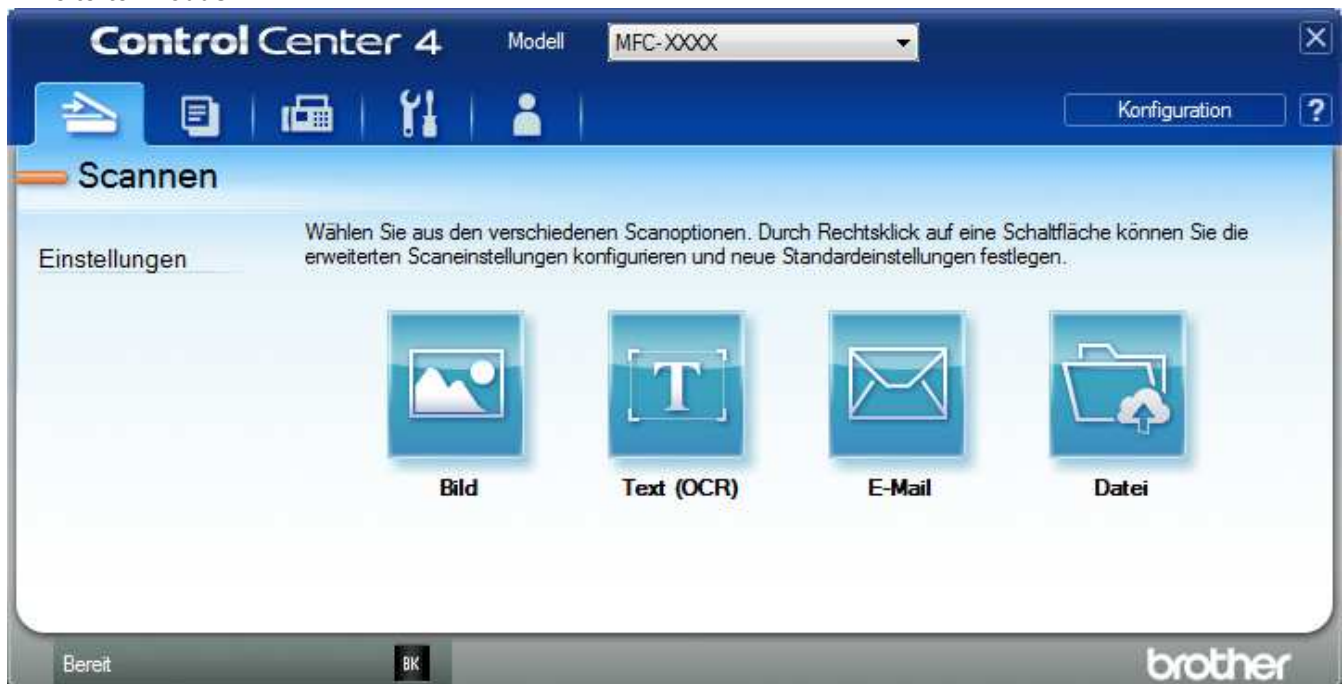 Control Center 4
Modell
MFC-XXXX
Konfiguration
?
Scannen
Einstellungen
Wählen Sie aus den verschiedenen Scanoptionen. Durch Rechtsklick auf eine Schaltfläche können Sie die
erweiterten Scaneinstellungen konfigurieren und neue Standardeinstellungen festlegen.
T
Bild
Text (OCR)
E-Mail
Datei
Bereit
BK
brother